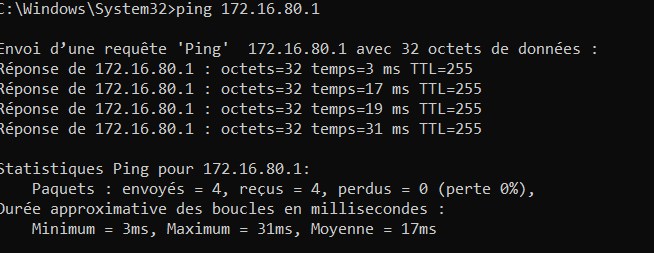 C:\Windows\System32>ping 172.16.80.1
Envoi d’une requête 'Ping'  172.16.80.1 avec 32 octets de données :
Réponse de 172.16.80.1 : octets=32 temps=3 ms TTL=255
Réponse de 172.16.80.1 : octets=32 temps=17 ms TTL=255
Réponse de 172.16.80.1 : octets=32 temps=19 ms TTL=255
Réponse de 172.16.80.1 : octets=32 temps=31 ms TTL=255
Statistiques Ping pour 172.16.80.1:
    Paquets : envoyés = 4, reçus = 4, perdus = 0 (perte 0%),
Durée approximative des boucles en millisecondes :
    Minimum = 3ms, Maximum = 31ms, Moyenne = 17ms